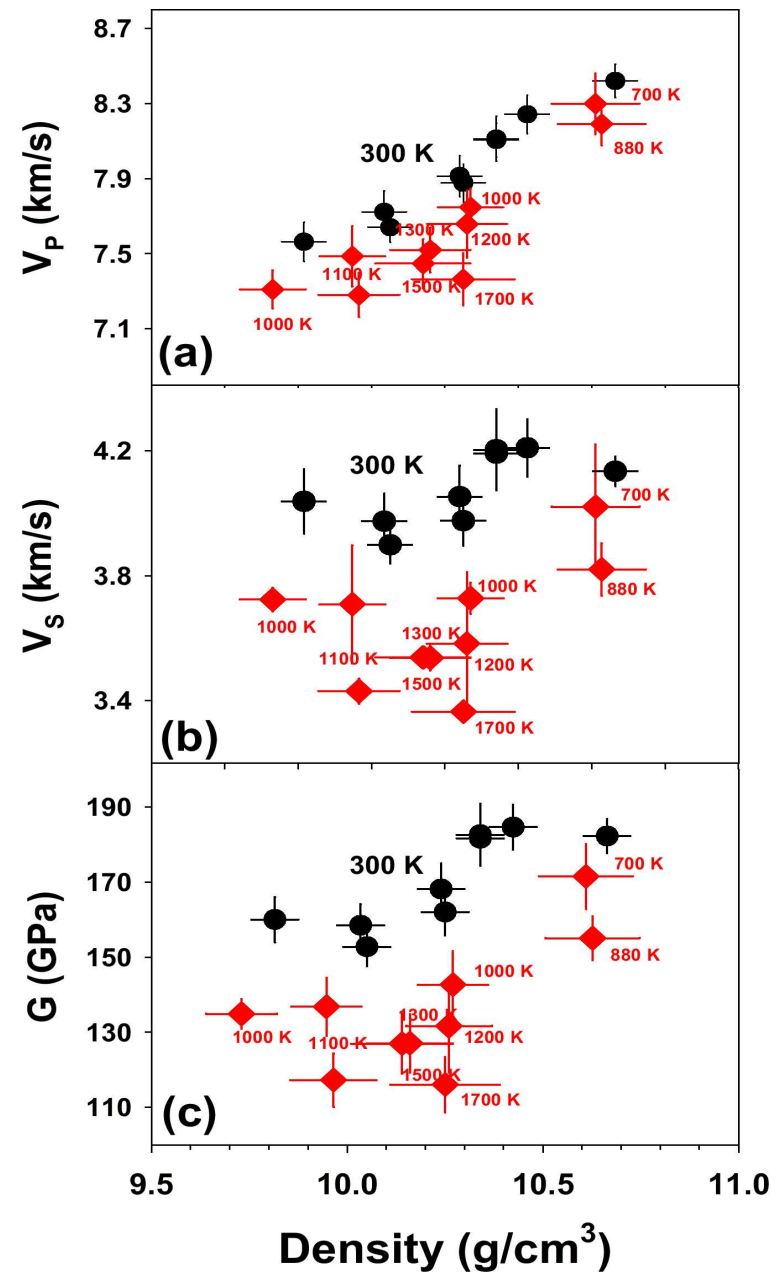 8.7
8.3
7.9
7.5
7.1
V_P (km/s)
700 K
880 K
300 K
1000 K
1300 K
1200 K
1100 K
1500 K
1700 K
1000 K
(a)
4.2
3.8
3.4
V_S (km/s)
300 K
700 K
880 K
1000 K
1000 K
1300 K
1100 K
1200 K
1500 K
1700 K
(b)
190
170
150
130
110
G (GPa)
300 K
700 K
880 K
1000 K
1300 K
1000 K
1100 K
1200 K
1500K
1700 K
(c)
9.5 10.0 10.5 11.0
Density (g/cm³)